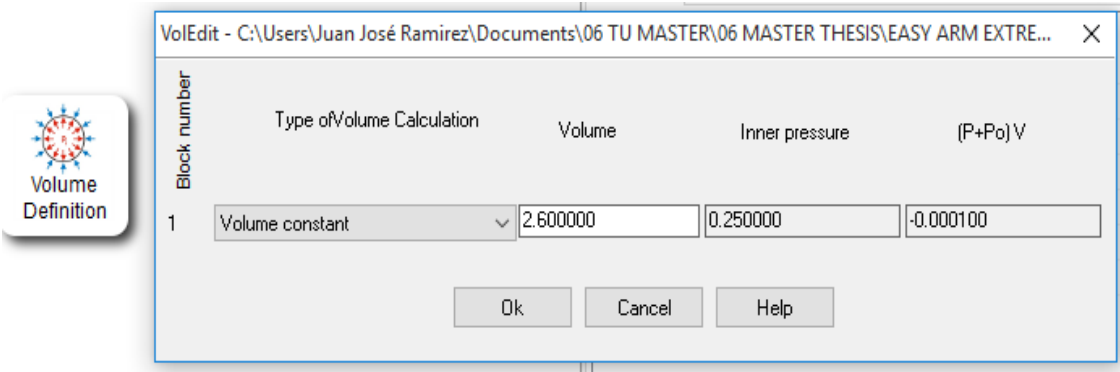 VolEdit - C:\Users\Juan José Ramirez\Documents\06 TU MASTER\06 MASTER THESIS\EASY ARM EXTRE...
Block number
Type ofVolume Calculation
Volume
Inner pressure
(P+Po) V
Volume
Definition
1
Volume constant
2.600000
0.250000
-0.000100
Ok
Cancel
Help